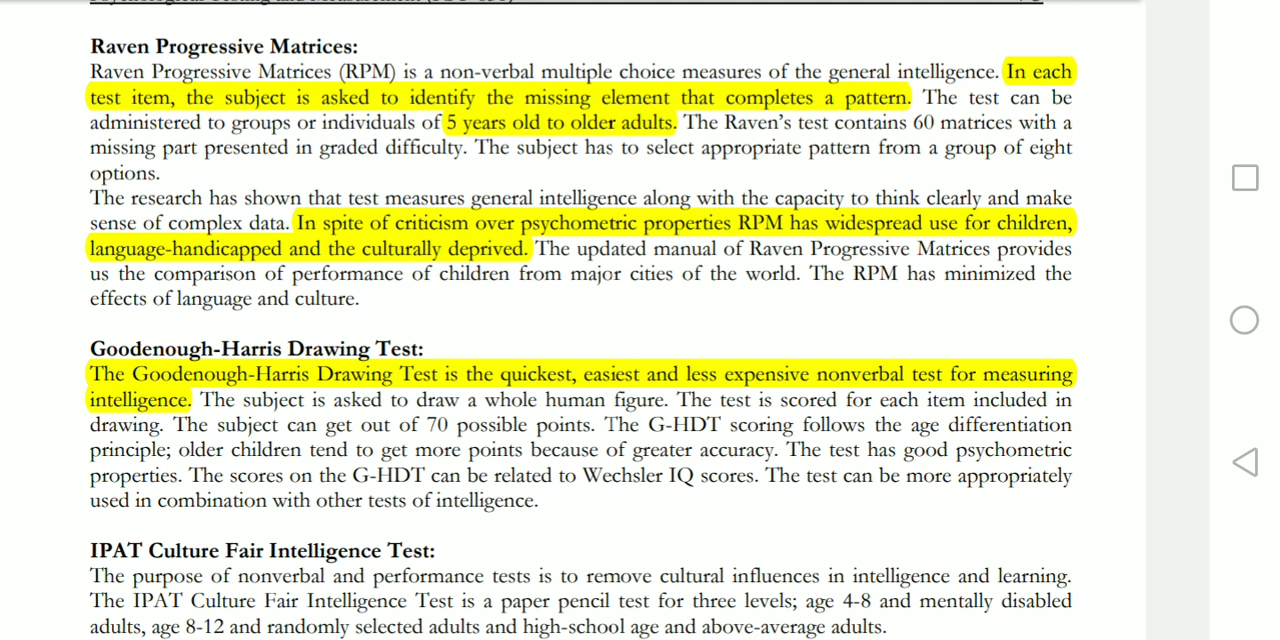 Raven Progressive Matrices:
Raven Progressive Matrices (RPM) is a non-verbal multiple choice measures of the general intelligence. In each
test item, the subject is asked to identify the missing element that completes a pattern. The test can be
administered to groups or individuals of 5 years old to older adults. The Raven's test contains 60 matrices with a
missing part presented in graded difficulty. The subject has to select appropriate pattern from a group of eight
options.
The research has shown that test measures general intelligence along with the capacity to think clearly and make
sense of complex data. In spite of criticism over psychometric properties RPM has widespread use for children,
language-handicapped and the culturally deprived. The updated manual of Raven Progressive Matrices provides
us the comparison of performance of children from major cities of the world. The RPM has minimized the
effects of language and culture.
Goodenough-Harris Drawing Test:
The Goodenough-Harris Drawing Test is the quickest, easiest and less expensive nonverbal test for measuring
intelligence. The subject is asked to draw a whole human figure. The test is scored for each item included in
drawing. The subject can get out of 70 possible points. The G-HDT scoring follows the age differentiation
principle; older children tend to get more points because of greater accuracy. The test has good psychometric
properties. The scores on the G-HDT can be related to Wechsler IQ scores. The test can be more appropriately
used in combination with other tests of intelligence.
IPAT Culture Fair Intelligence Test:
The purpose of nonverbal and performance tests is to remove cultural influences in intelligence and learning.
The IPAT Culture Fair Intelligence Test is a paper pencil test for three levels; age 4-8 and mentally disabled
adults, age 8-12 and randomly selected adults and high-school age and above-average adults.